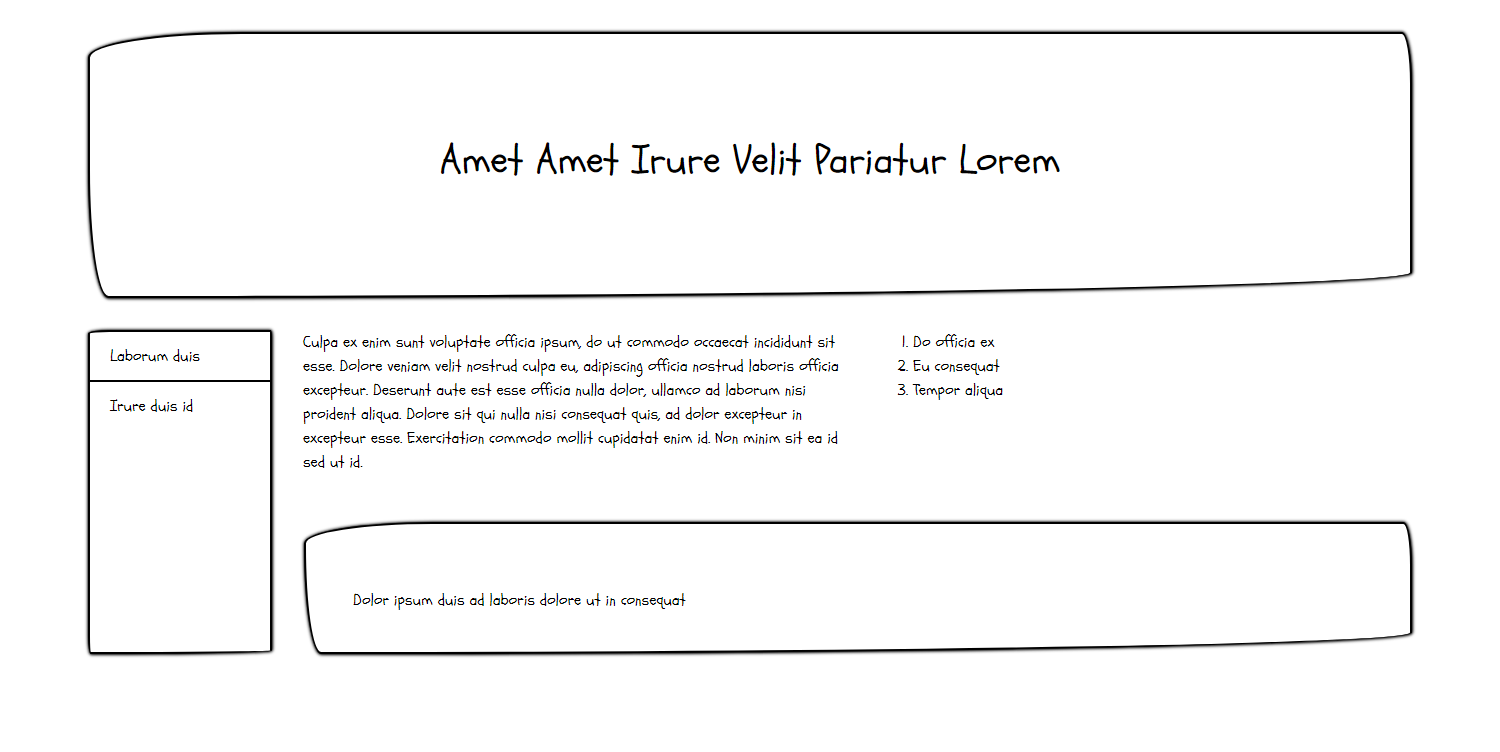 Amet Amet Irure Velit Pariatur Lorem
Laborum duis
Irure duis id
Culpa ex enim sunt voluptate officia ipsum, do ut commodo occaecat incididunt sit
esse. Dolore veniam velit nostrud culpa eu, adipiscing officia nostrud laboris officia
excepteur. Deserunt aute est esse officia nulla dolor, ullamco ad laborum nisi
proident aliqua. Dolore sit qui nulla nisi consequat quis, ad dolor excepteur in
excepteur esse. Exercitation commodo mollit cupidatat enim id. Non minim sit ea id
sed ut id.
1. Do officia ex
2. Eu consequat
3. Tempor aliqua
Dolor ipsum duis ad laboris dolore ut in consequat